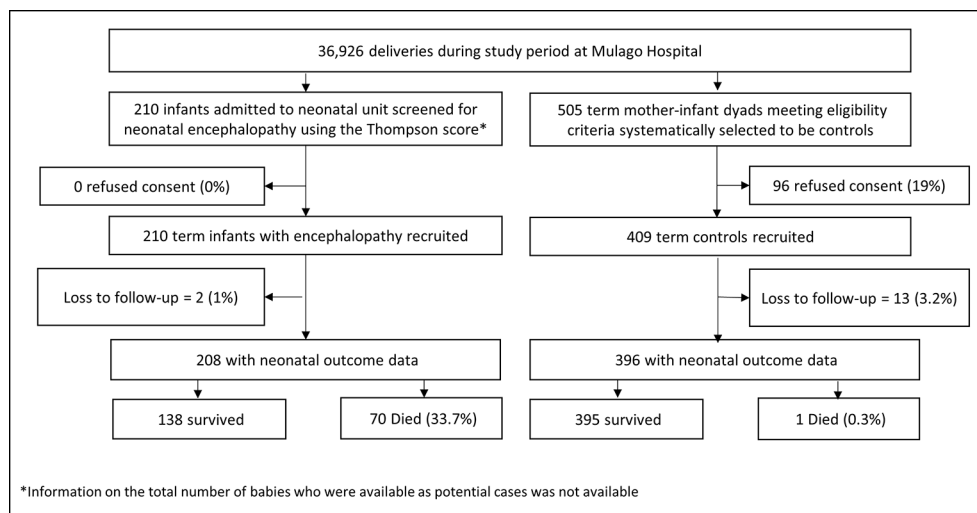 36,926 deliveries during study period at Mulago Hospital
210 infants admitted to neonatal unit screened for
neonatal encephalopathy using the Thompson score*
505 term mother-infant dyads meeting eligibility
criteria systematically selected to be controls
0 refused consent (0%)
96 refused consent (19%)
210 term infants with encephalopathy recruited
409 term controls recruited
Loss to follow-up = 2 (1%)
Loss to follow-up = 13 (3.2%)
208 with neonatal outcome data
396 with neonatal outcome data
138 survived
70 Died (33.7%)
395 survived
1 Died (0.3%)
*Information on the total number of babies who were available as potential cases was not available